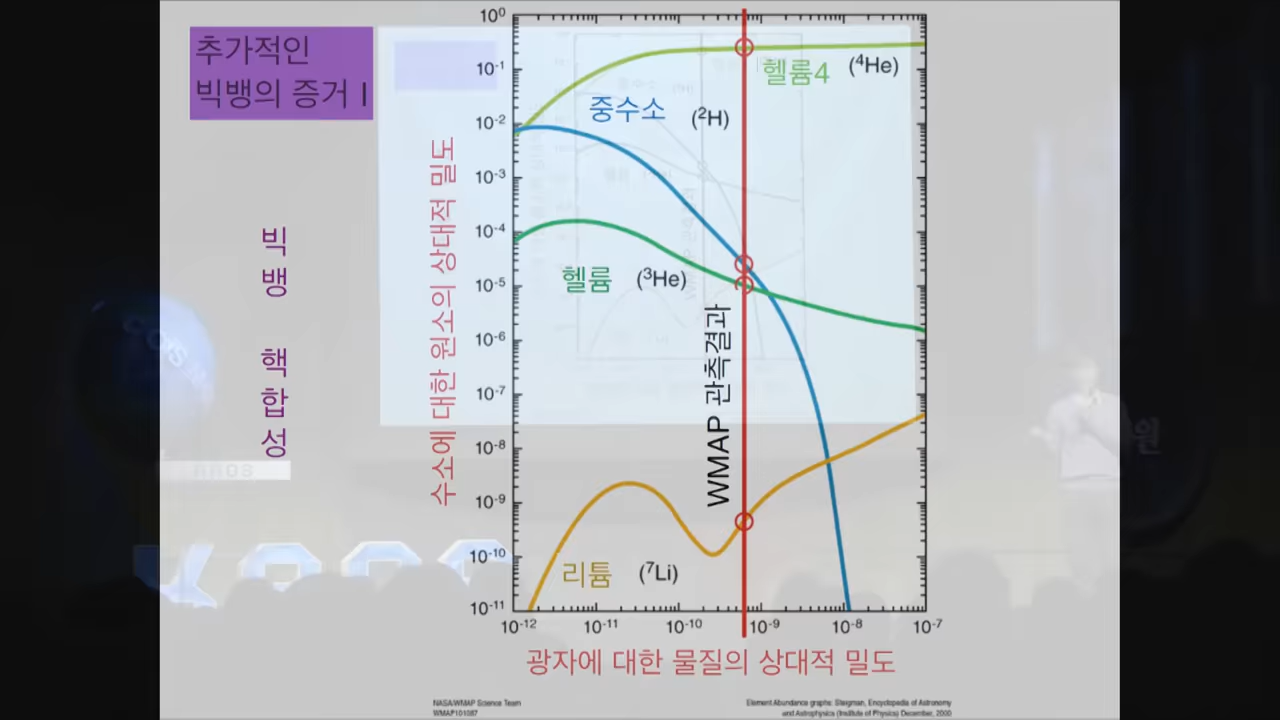 추가적인
빅뱅의 증거 I
빅
뱅
핵
합
성
수소에 대한 원소의 상대적 밀도
10⁰
10⁻¹
10⁻²
10⁻³
10⁻⁴
10⁻⁵
10⁻⁶
10⁻⁷
10⁻⁸
10⁻⁹
10⁻¹⁰
10⁻¹¹
헬륨4 (⁴He)
중수소 (²H)
헬륨 (³He)
WMAP 관측결과
리튬 (⁷Li)
10⁻¹² 10⁻¹¹ 10⁻¹⁰ 10⁻⁹ 10⁻⁸ 10⁻⁷
광자에 대한 물질의 상대적 밀도
NASA/WMAP Science Team
WMAP101087
Element Abundance graphs: Steigman, Encyclopedia of Astronomy
and Astrophysics (Institute of Physics) December, 2000